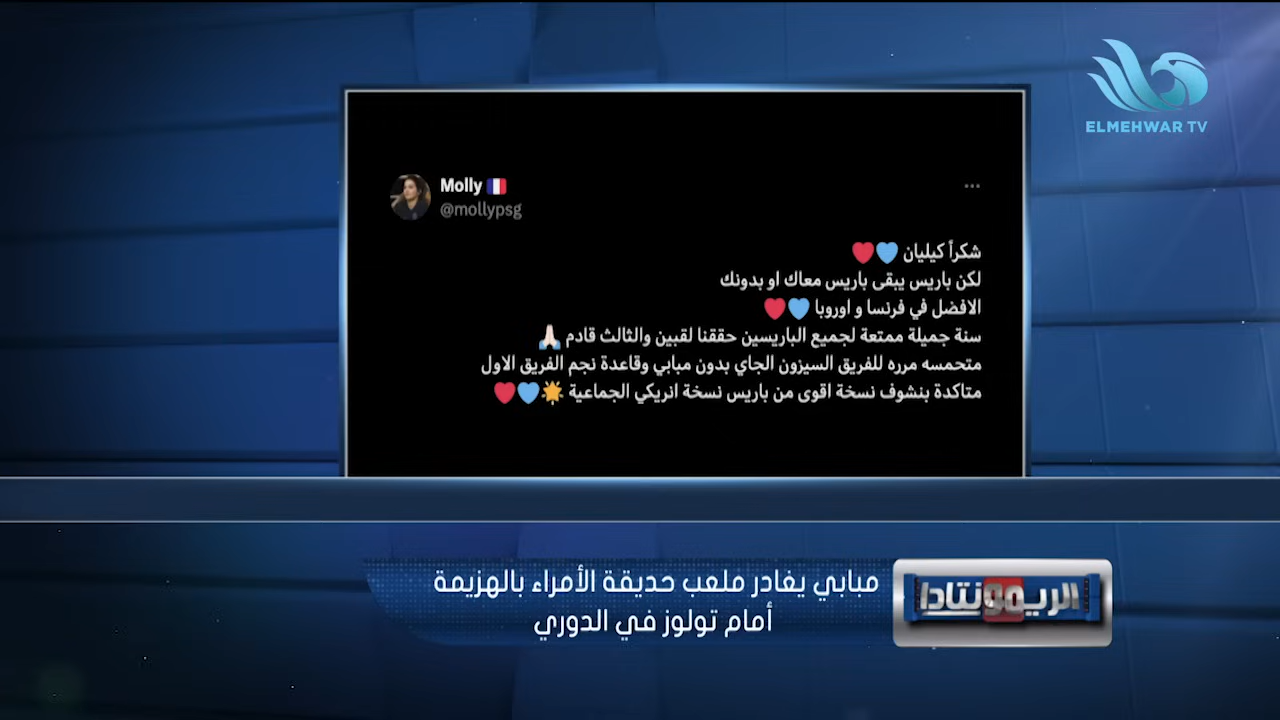 ELMEHWAR TV
Molly 🇫🇷
@mollypsg
شكراً كيليان 💙❤️
لكن باريس يبقى باريس معاك او بدونك
الافضل في فرنسا و اوروبا 💙❤️
سنة جميلة ممتعة لجميع الباريسين حققنا لقبين والثالث قادم 🙏🏻
متحمسه مرره للفريق السيزون الجاي بدون مبابي وقاعدة نجم الفريق الاول
متاكدة بنشوف نسخة اقوى من باريس نسخة انريكي الجماعية 🌟💙❤️
مبابي يغادر ملعب حديقة الأمراء بالهزيمة
أمام تولوز في الدوري
الريمونتادا